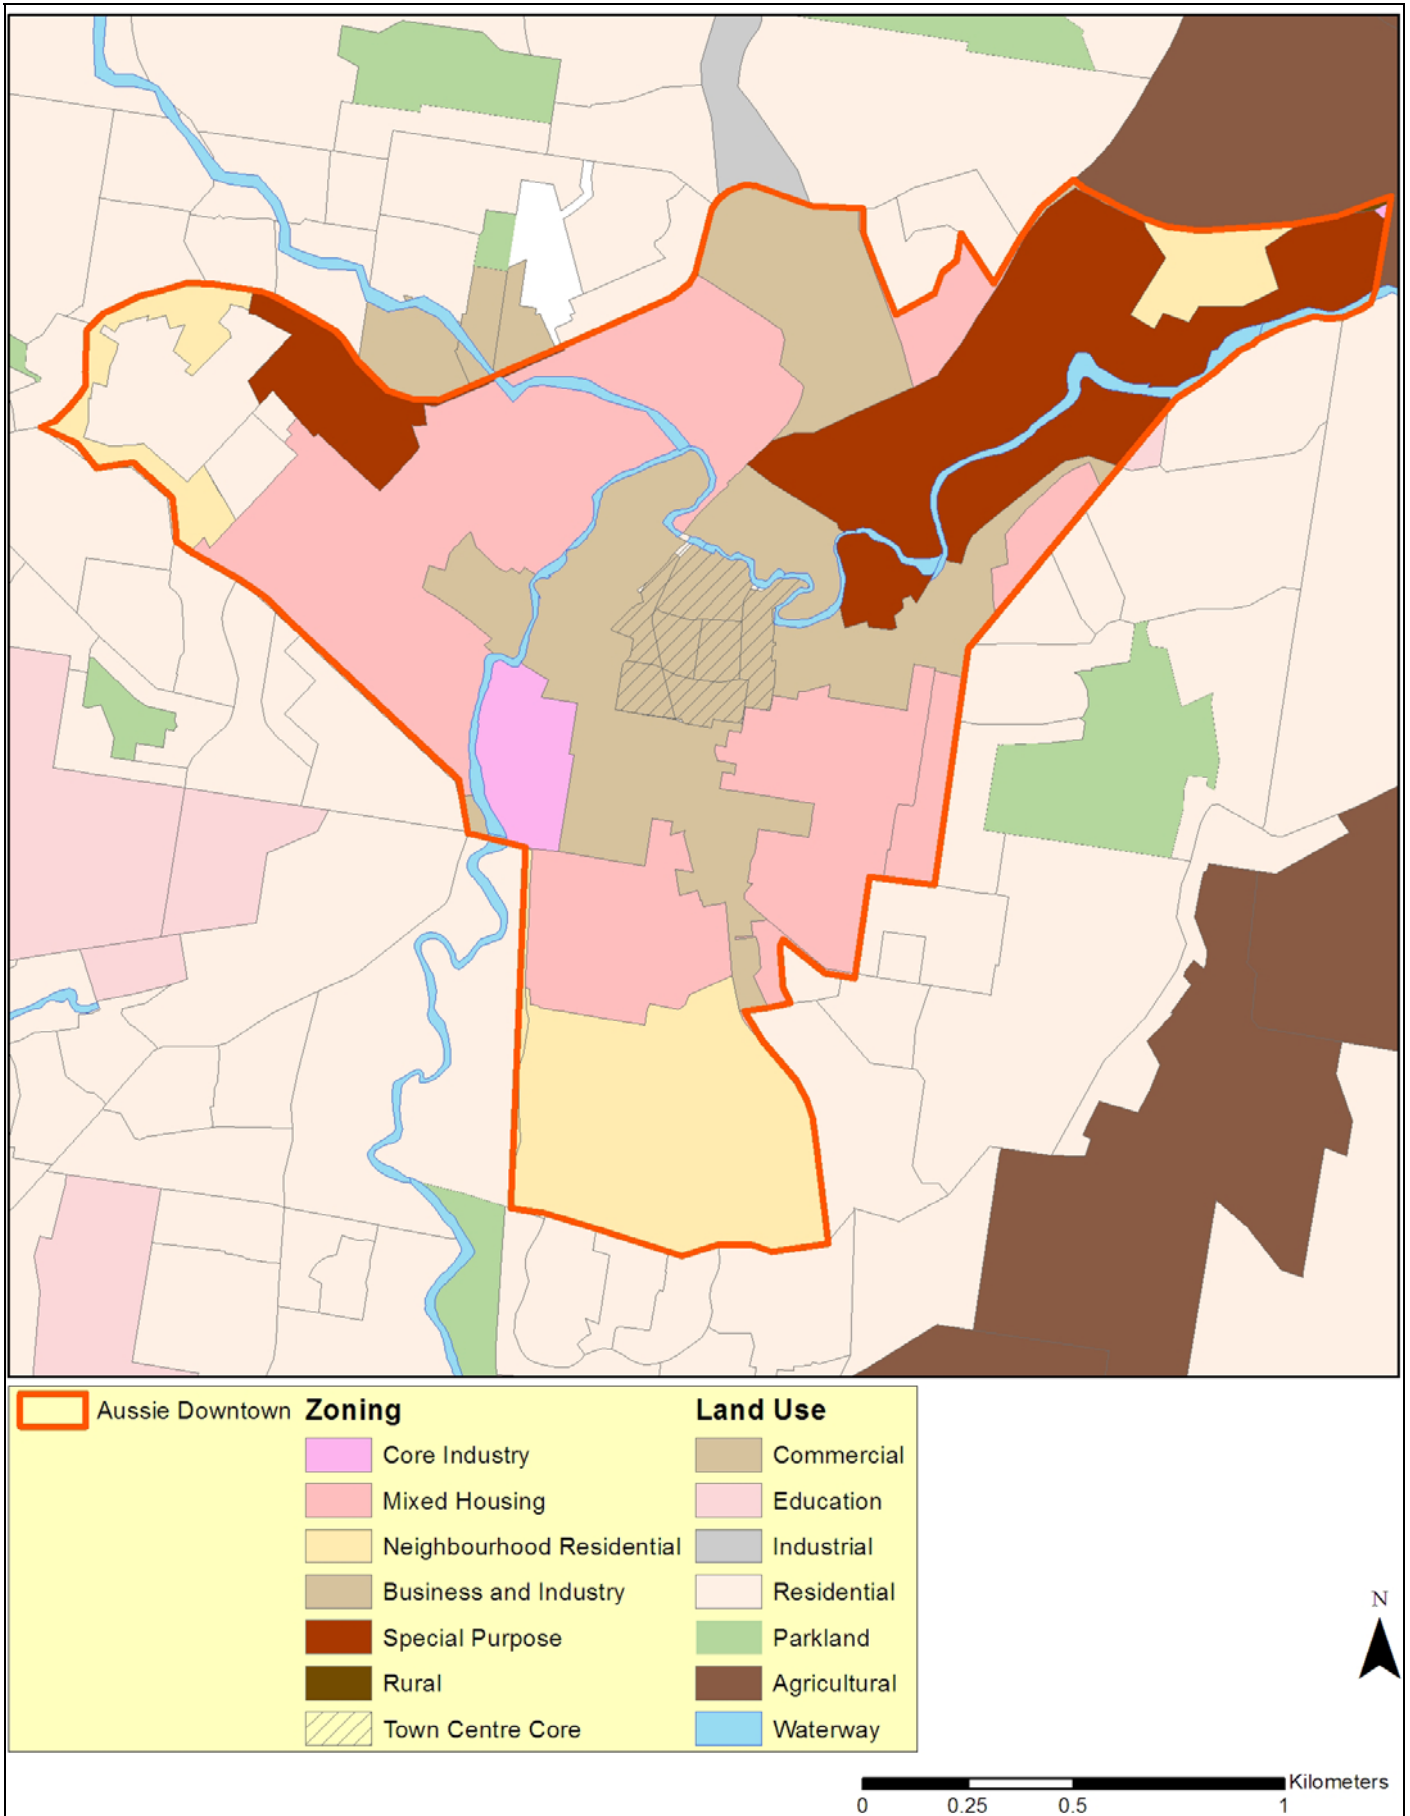 Aussie Downtown
Zoning
Core Industry
Mixed Housing
Neighbourhood Residential
Business and Industry
Special Purpose
Rural
Town Centre Core
Land Use
Commercial
Education
Industrial
Residential
Parkland
Agricultural
Waterway
N
Kilometers
0 0.25 0.5 1